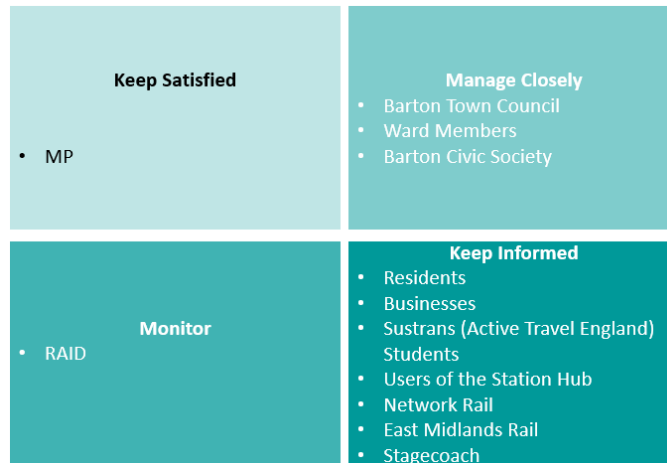 Keep Satisfied
• MP
Manage Closely
• Barton Town Council
• Ward Members
• Barton Civic Society
Monitor
• RAID
Keep Informed
• Residents
• Businesses
• Sustrans (Active Travel England)
Students
• Users of the Station Hub
• Network Rail
• East Midlands Rail
• Stagecoach